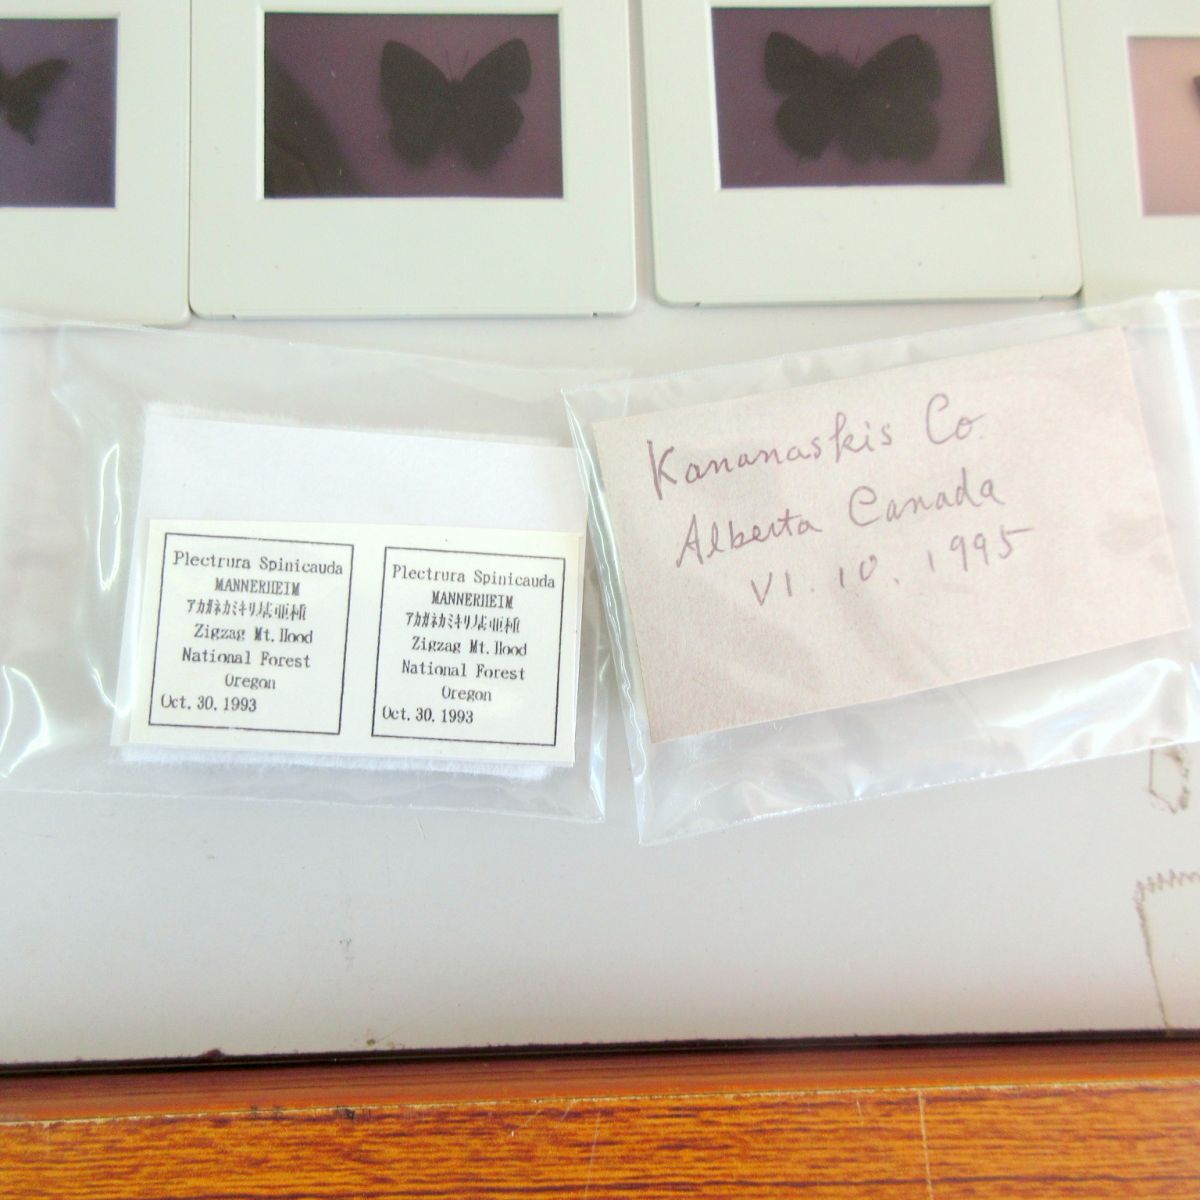 Plectrura Spinicauda
MANNERHEIM
アカガネカミキリ基亜種
Zigzag Mt.Hood
National Forest
Oregon
Oct.30.1993
Plectrura Spinicauda
MANNERHEIM
アカガネカミキリ基亜種
Zigzag Mt.Hood
National Forest
Oregon
Oct.30.1993
Kananaskis Co.
Alberta Canada
VI.10.1995